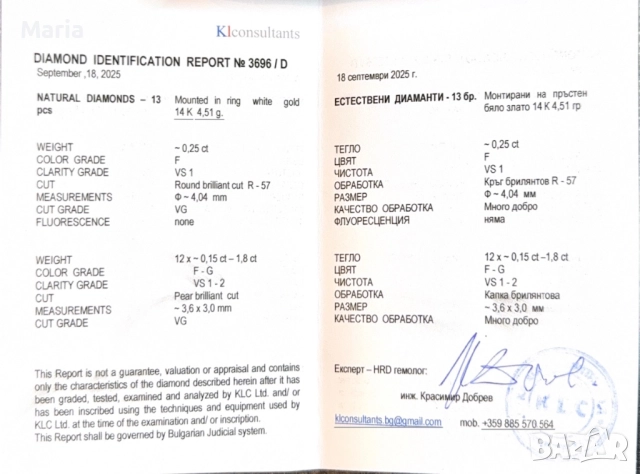 Maria
KIconsultants
DIAMOND IDENTIFICATION REPORT № 3696 / D
September ,18, 2025
NATURAL DIAMONDS – 13 pcs Mounted in ring white gold 14 K 4,51 g.
WEIGHT ~ 0,25 ct
COLOR GRADE F
CLARITY GRADE VS 1
CUT Round brilliant cut R - 57
MEASUREMENTS Ф ~ 4,04 mm
CUT GRADE VG
FLUORESCENCE none
WEIGHT 12 x ~ 0,15 ct – 1,8 ct
COLOR GRADE F - G
CLARITY GRADE VS 1 - 2
CUT Pear brilliant cut
MEASUREMENTS ~ 3,6 x 3,0 mm
CUT GRADE VG
This Report is not a guarantee, valuation or appraisal and contains
only the characteristics of the diamond described herein after it has
been graded, tested, examined and analyzed by KLC Ltd. and/ or
has been inscribed using the techniques and equipment used by
KLC Ltd. at the time of the examination and/ or inscription.
This Report shall be governed by Bulgarian Judicial system.
18 септември 2025 г.
ЕСТЕСТВЕНИ ДИАМАНТИ - 13 бр. Монтирани на пръстен
бяло злато 14 К 4,51 гр
ТЕГЛО ~ 0,25 ct
ЦВЯТ F
ЧИСТОТА VS 1
ОБРАБОТКА Кръг брилянтов R - 57
РАЗМЕР Ф ~ 4,04 mm
КАЧЕСТВО ОБРАБОТКА Много добро
ФЛУОРЕСЦЕНЦИЯ няма
ТЕГЛО 12 x ~ 0,15 ct –1,8 ct
ЦВЯТ F - G
ЧИСТОТА VS 1 - 2
ОБРАБОТКА Капка брилянтова
РАЗМЕР ~ 3,6 x 3,0 мм
КАЧЕСТВО ОБРАБОТКА Много добро
Експерт – HRD гемолог:
инж. Красимир Добрев
klconsultants.bg@gmail.com mob. +359 885 570 564
KLC
bazar.bg